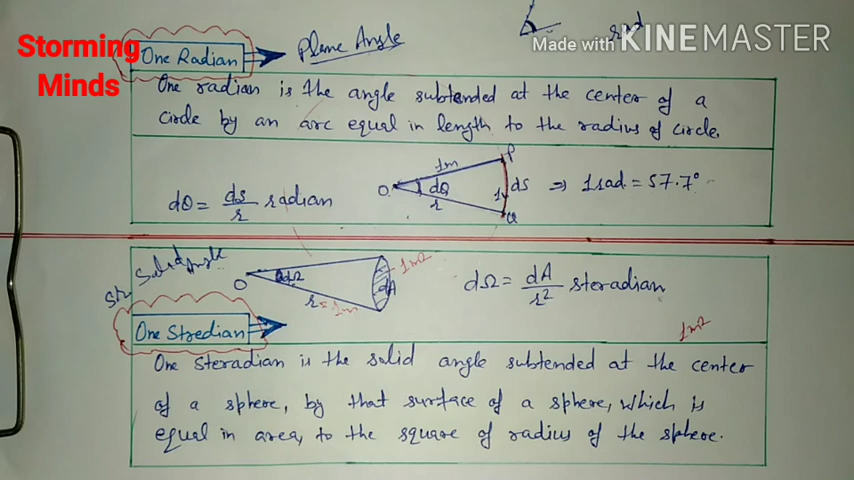 Storming
Minds
One Radian
Plane Angle
rad
Made with KINEMASTER
One radian is the angle subtended at the center of a
circle by an arc equal in length to the radius of circle.
dθ = ds/r radian
O
1m
dθ
r
P
1
ds
Q
⇒ 1 rad. = 57.7°
Solid angle
O
dΩ
r = 1m
dA
1m²
dΩ = dA/r² steradian
One Stredian
1m²
One steradian is the solid angle subtended at the center
of a sphere, by that surface of a sphere, which is
equal in area, to the square of radius of the sphere.